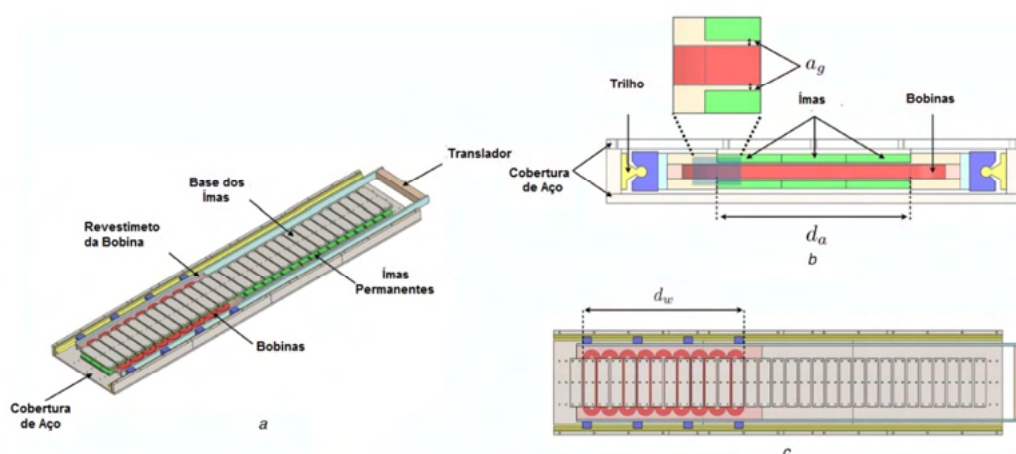 Translador
Base dos
Ímas
Revestimeto
da Bobina
Ímas
Permanentes
Bobinas
Cobertura
de Aço
a
a_g
Trilho
Ímas
Bobinas
Cobertura
de Aço
d_a
b
d_w
c